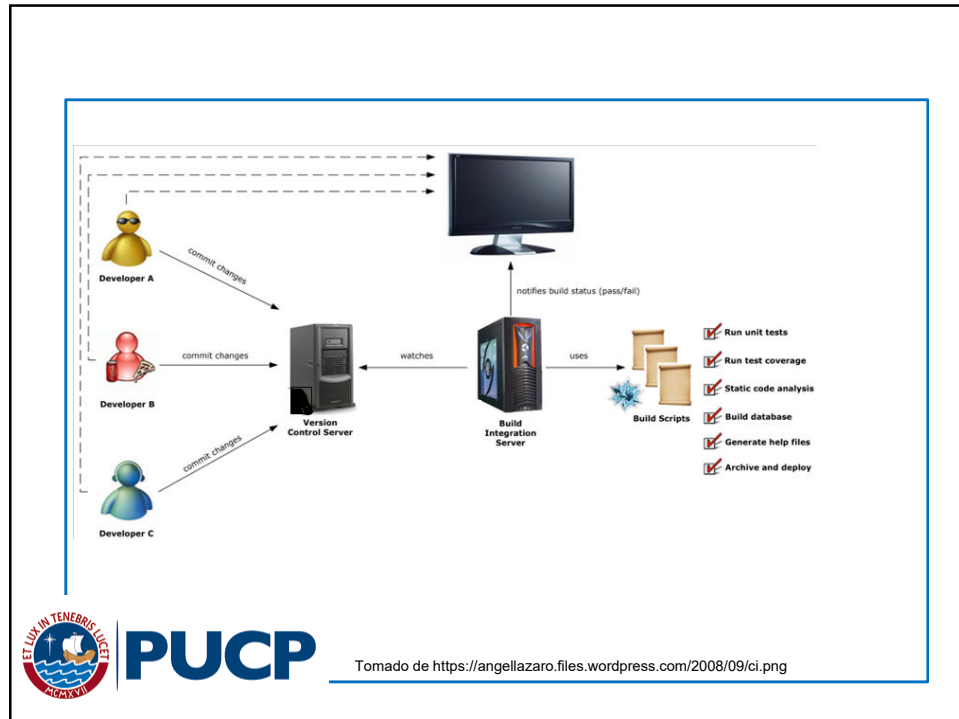 Developer A
commit changes
notifies build status (pass/fail)
Developer B
commit changes
Version
Control Server
watches
Build
Integration
Server
uses
Build Scripts
Run unit tests
Run test coverage
Static code analysis
Build database
Generate help files
Archive and deploy
commit changes
Developer C
ET LUX IN TENEBRIS LUCET
MCMXVII
PUCP
Tomado de https://angellazaro.files.wordpress.com/2008/09/ci.png